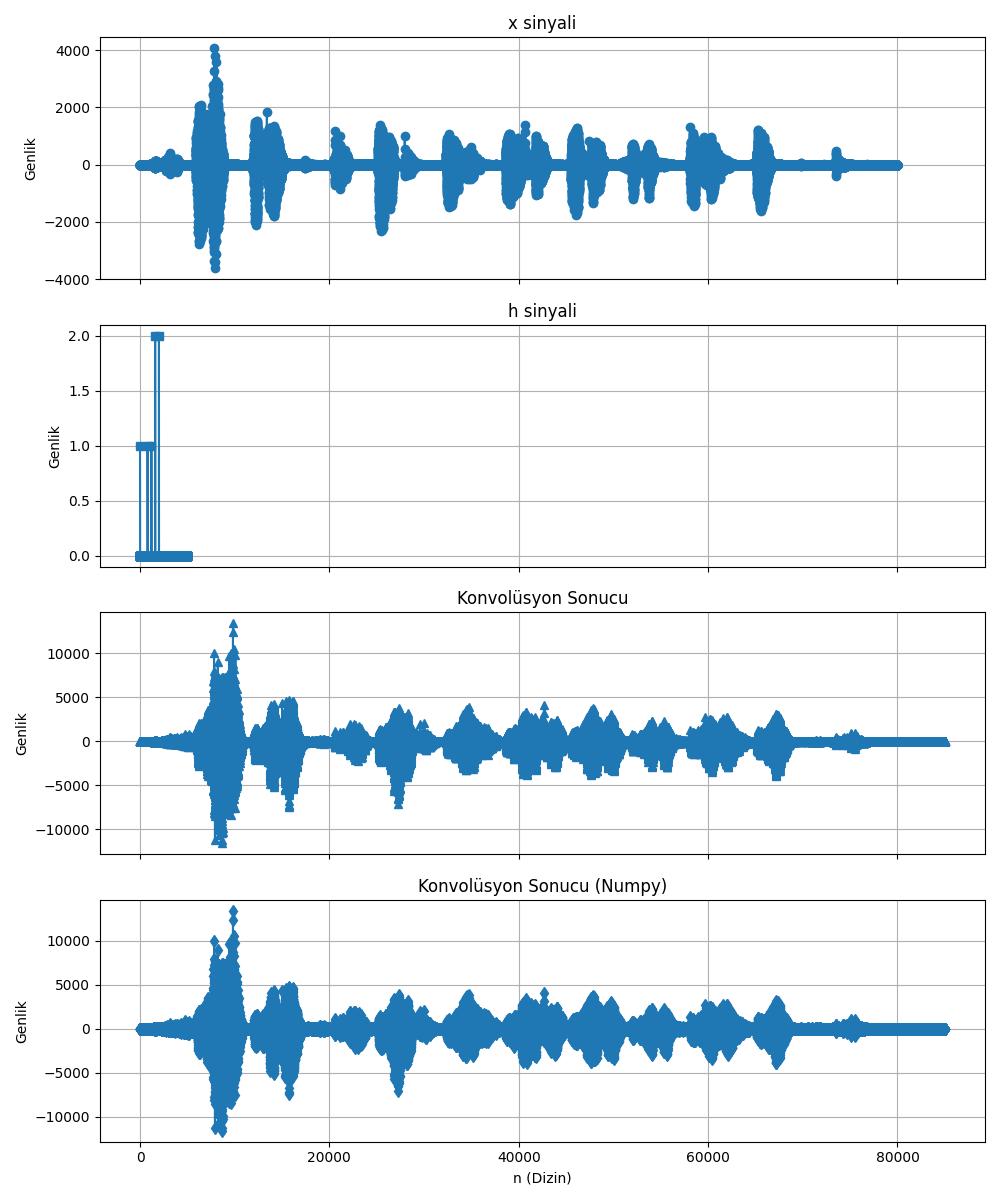 x sinyali
Genlik
4000
2000
0
−2000
−4000
h sinyali
Genlik
2.0
1.5
1.0
0.5
0.0
Konvolüsyon Sonucu
Genlik
10000
5000
0
−5000
−10000
Konvolüsyon Sonucu (Numpy)
Genlik
10000
5000
0
−5000
−10000
0 20000 40000 60000 80000
n (Dizin)